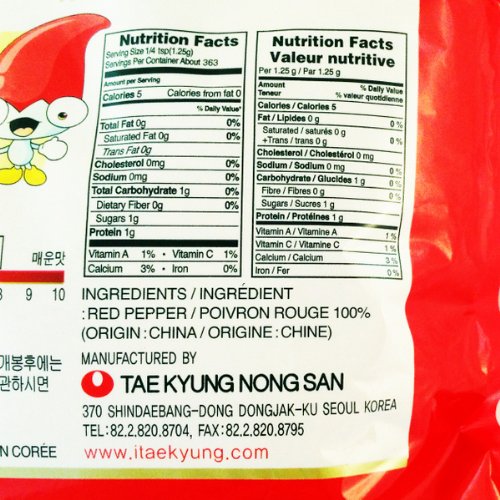 Nutrition Facts
Serving Size 1/4 tsp(1.25g)
Servings Per Container About 363
Amount per Serving
Calories 5 Calories from fat 0
% Daily Value*
Total Fat 0g 0%
Saturated Fat 0g 0%
Trans Fat 0g
Cholesterol 0mg 0%
Sodium 0mg 0%
Total Carbohydrate 1g 0%
Dietary Fiber 0g 0%
Sugars 1g
Protein 1g
Vitamin A 1% • Vitamin C 1%
Calcium 3% • Iron 0%
Nutrition Facts
Valeur nutritive
Per 1.25 g / Par 1.25 g
Amount % Daily Value
Teneur % valeur quotidienne
Calories / Calories 5
Fat / Lipides 0 g 0 %
Saturated / saturés 0 g
+Trans / trans 0 g 0 %
Cholesterol / Cholestérol 0 mg
Sodium / Sodium 0 mg 0 %
Carbohydrate / Glucides 1 g 0 %
Fibre / Fibres 0 g 0 %
Sugars / Sucres 1 g
Protein / Protéines 1 g
Vitamin A / Vitamine A 1 %
Vitamin C / Vitamine C 1 %
Calcium / Calcium 3 %
Iron / Fer 0 %
매운맛
8 9 10
INGREDIENTS / INGRÉDIENT
: RED PEPPER / POIVRON ROUGE 100%
(ORIGIN : CHINA / ORIGINE : CHINE)
개봉후에는
관하시면
MANUFACTURED BY
TAE KYUNG NONG SAN
370 SHINDAEBANG-DONG DONGJAK-KU SEOUL KOREA
TEL:82.2.820.8704, FAX:82.2.820.8795
N CORÉE
www.itaekyung.com